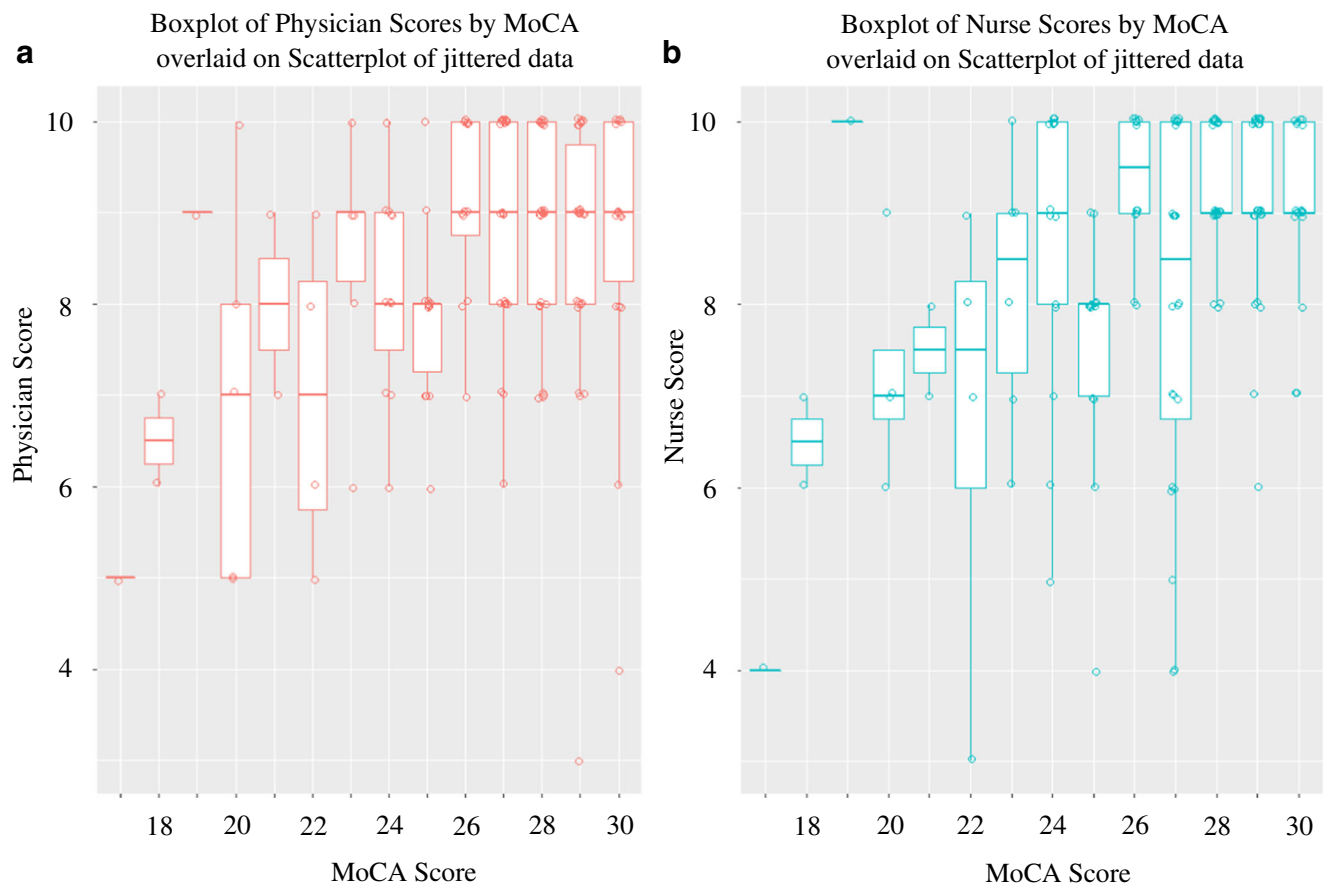 a
Boxplot of Physician Scores by MoCA
overlaid on Scatterplot of jittered data
Physician Score
10
8
6
4
18 20 22 24 26 28 30
MoCA Score
b
Boxplot of Nurse Scores by MoCA
overlaid on Scatterplot of jittered data
Nurse Score
10
8
6
4
18 20 22 24 26 28 30
MoCA Score